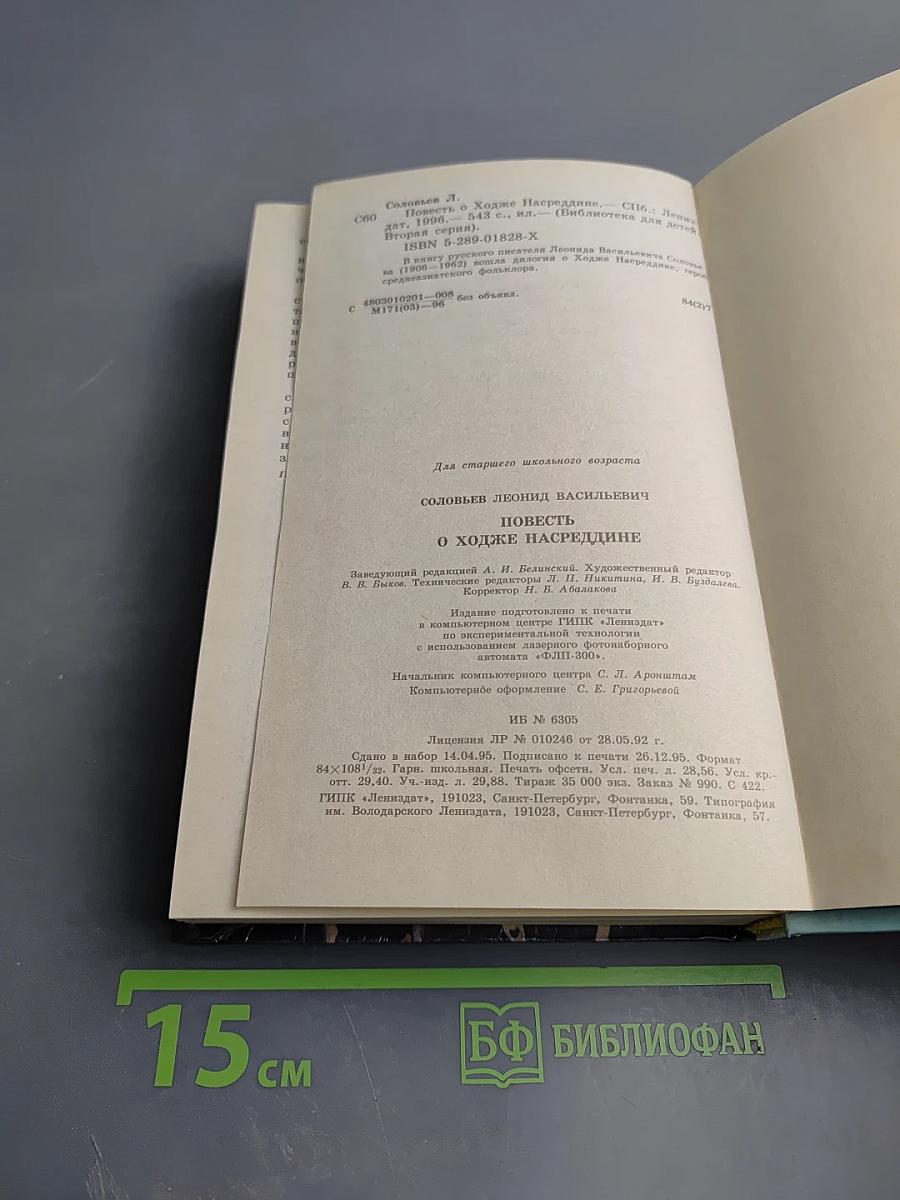 Соловьев Л.
С60 Повесть о Ходже Насреддине.— СПб.: Лениз-
дат, 1996.— 543 с., ил.— (Библиотека для детей
Вторая серия).
ISBN 5-289-01828-X
В книгу русского писателя Леонида Васильевича Соловье-
ва (1906—1962) вошла дилогия о Ходже Насреддине, герое
среднеазиатского фольклора.
С 4803010201—008
М171(03)—96 без объявл. 84(2)7
Для старшего школьного возраста
СОЛОВЬЕВ ЛЕОНИД ВАСИЛЬЕВИЧ
ПОВЕСТЬ
О ХОДЖЕ НАСРЕДДИНЕ
Заведующий редакцией А. И. Белинский. Художественный редактор
В. В. Быков. Технические редакторы Л. П. Никитина, И. В. Буздалева.
Корректор Н. Б. Абалакова
Издание подготовлено к печати
в компьютерном центре ГИПК «Лениздат»
по экспериментальной технологии
с использованием лазерного фотонаборного
автомата «ФЛП-300».
Начальник компьютерного центра С. Л. Аронштам
Компьютерное оформление С. Е. Григорьевой
ИБ № 6305
Лицензия ЛР № 010246 от 28.05.92 г.
Сдано в набор 14.04.95. Подписано к печати 26.12.95. Формат
84×108¹/₃₂. Гарн. школьная. Печать офсетн. Усл. печ. л. 28,56. Усл. кр.-
отт. 29,40. Уч.-изд. л. 29,88. Тираж 35 000 экз. Заказ № 990. С 422.
ГИПК «Лениздат», 191023, Санкт-Петербург, Фонтанка, 59. Типография
им. Володарского Лениздата, 191023, Санкт-Петербург, Фонтанка, 57.
15 см
БФ БИБЛИОФАН